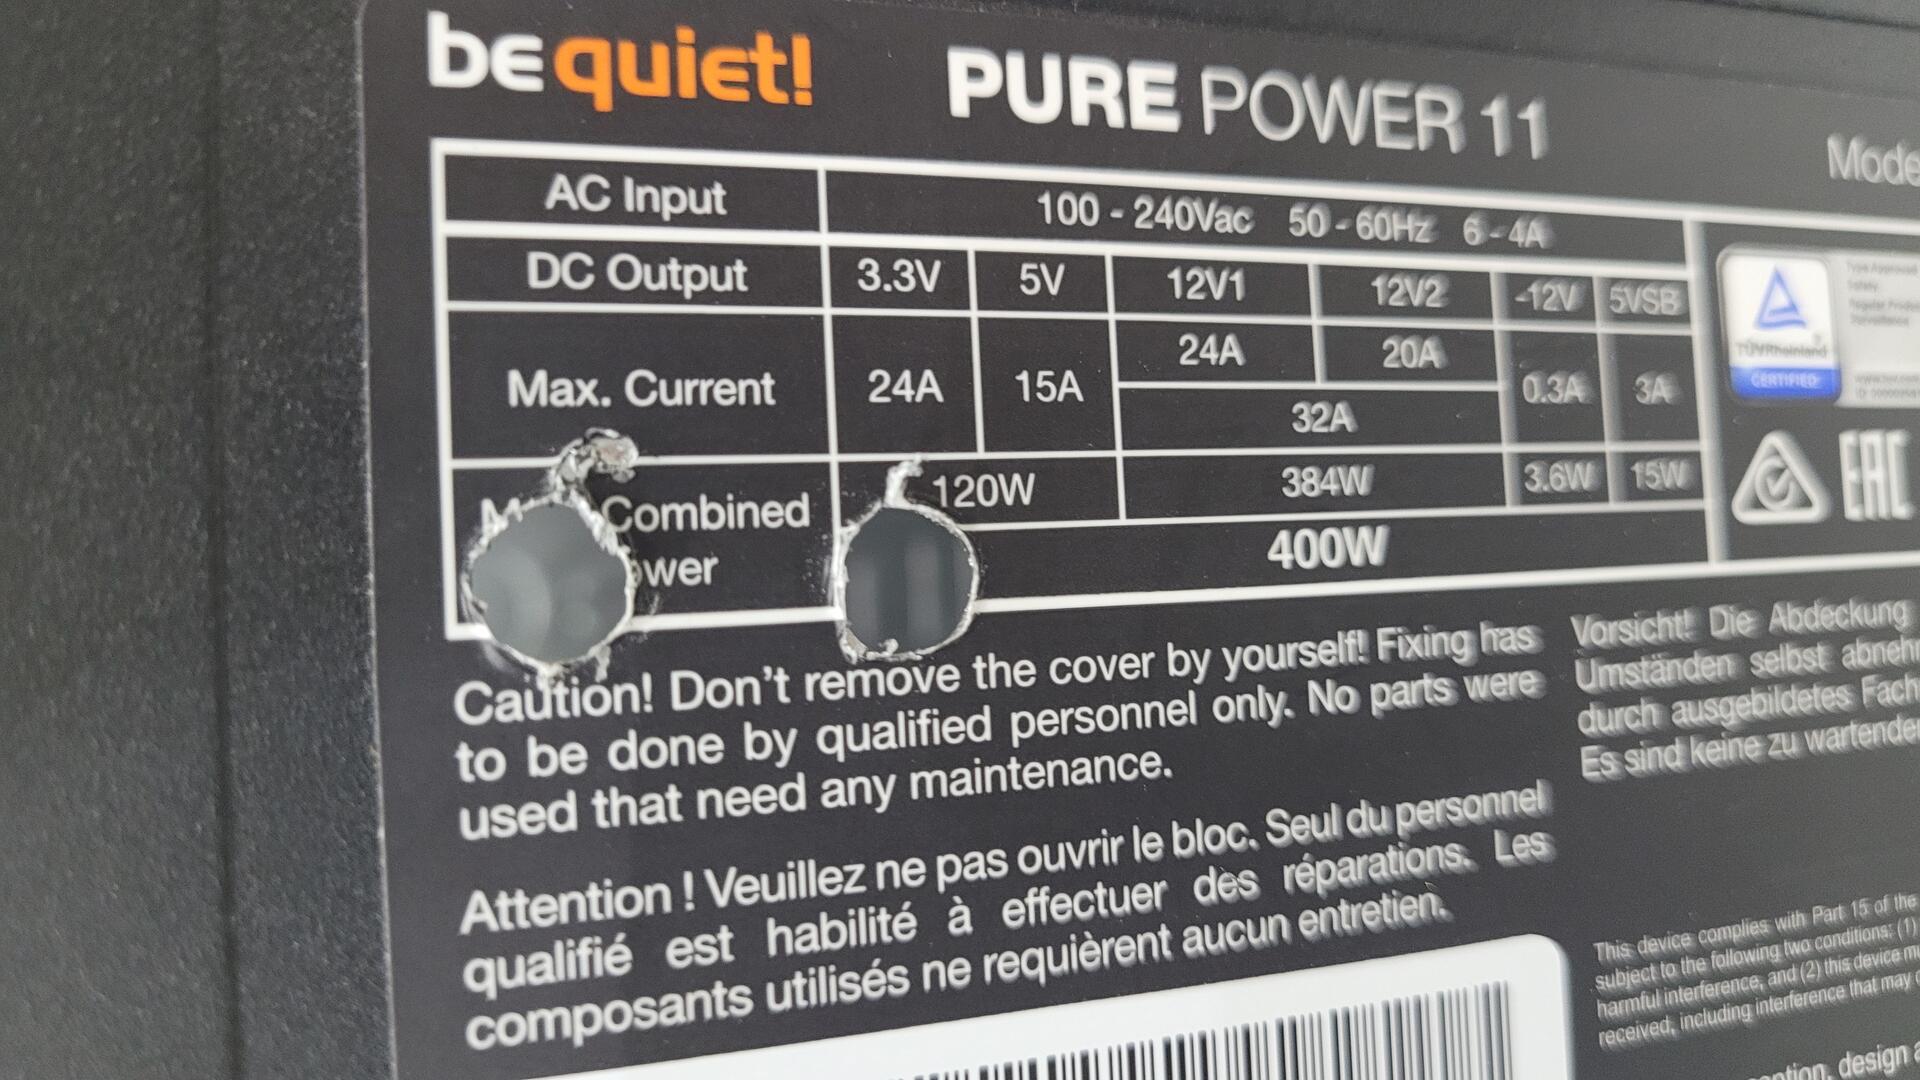 be quiet! PURE POWER 11
AC Input 100 - 240Vac 50 - 60Hz 6 - 4A
DC Output 3.3V 5V 12V1 12V2 -12V 5VSB
Max. Current 24A 15A 24A 20A 0.3A 3A
32A
Combined 120W 384W 3.6W 15W
wer 400W
TÜVRheinland
CERTIFIED
EAC
Caution! Don't remove the cover by yourself! Fixing has
to be done by qualified personnel only. No parts were
used that need any maintenance.
Attention ! Veuillez ne pas ouvrir le bloc. Seul du personnel
qualifié est habilité à effectuer des réparations. Les
composants utilisés ne requièrent aucun entretien.
Vorsicht! Die Abdeckung
Umständen selbst abnehm
durch ausgebildetes Fach
Es sind keine zu wartende
This device complies with Part 15 of the
subject to the following two conditions: (1)
harmful interference, and (2) this device
received, including interference that may
design